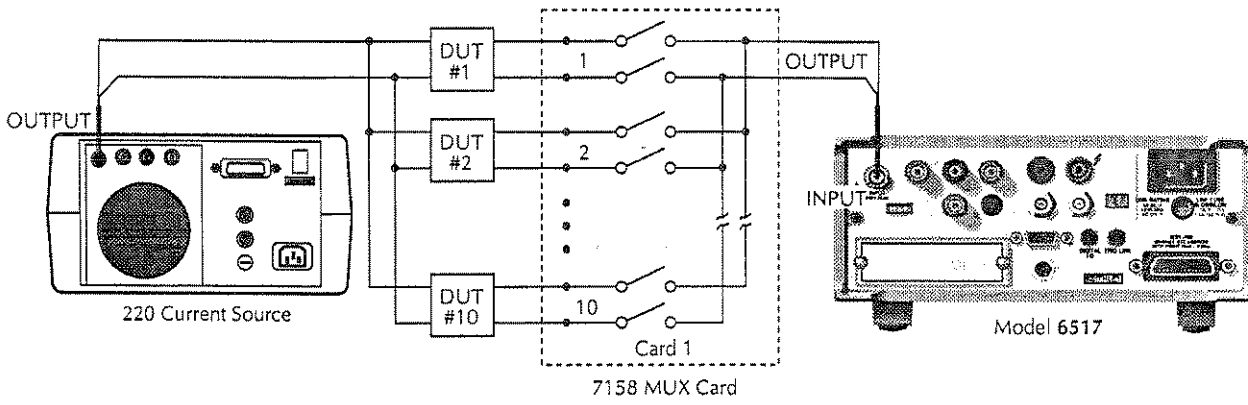 DUT
#1
1
OUTPUT
OUTPUT
DUT
#2
2
INPUT
DUT
#10
10
220 Current Source
Card 1
Model 6517
7158 MUX Card